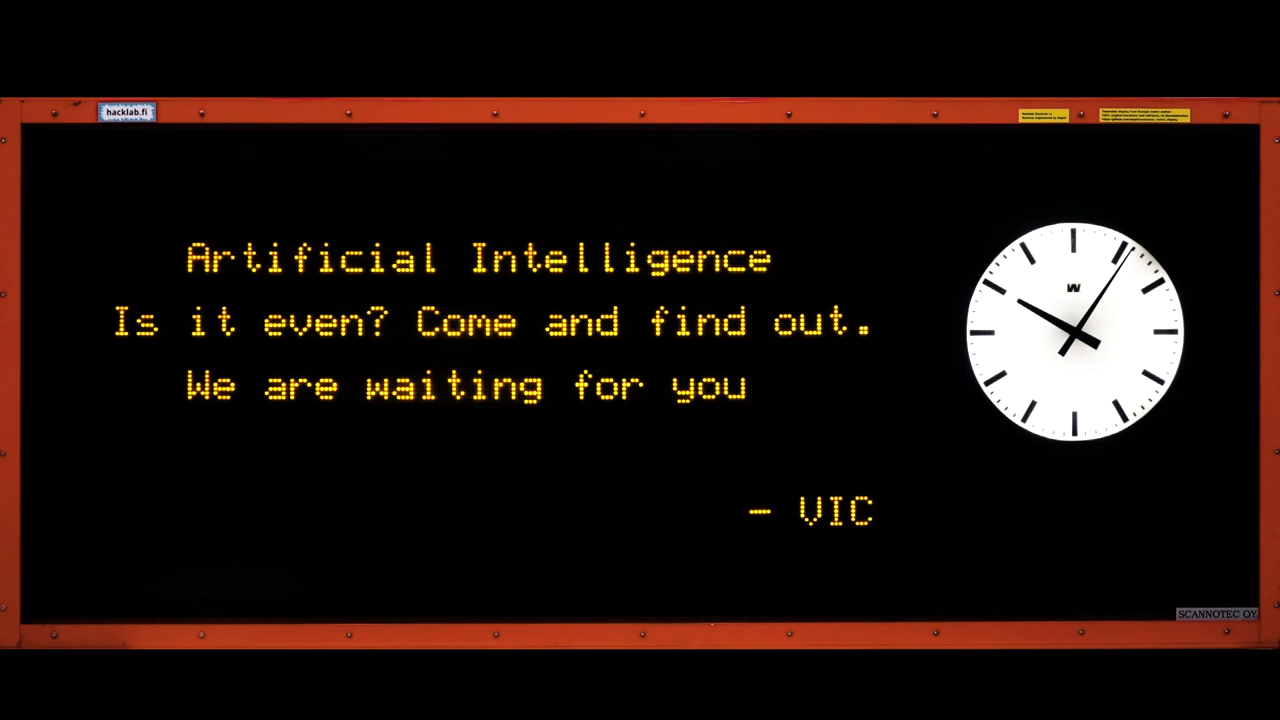 hacklab.fi
Artificial Intelligence
Is it even? Come and find out.
We are waiting for you
- VIC
W
SCANNOTEC OY